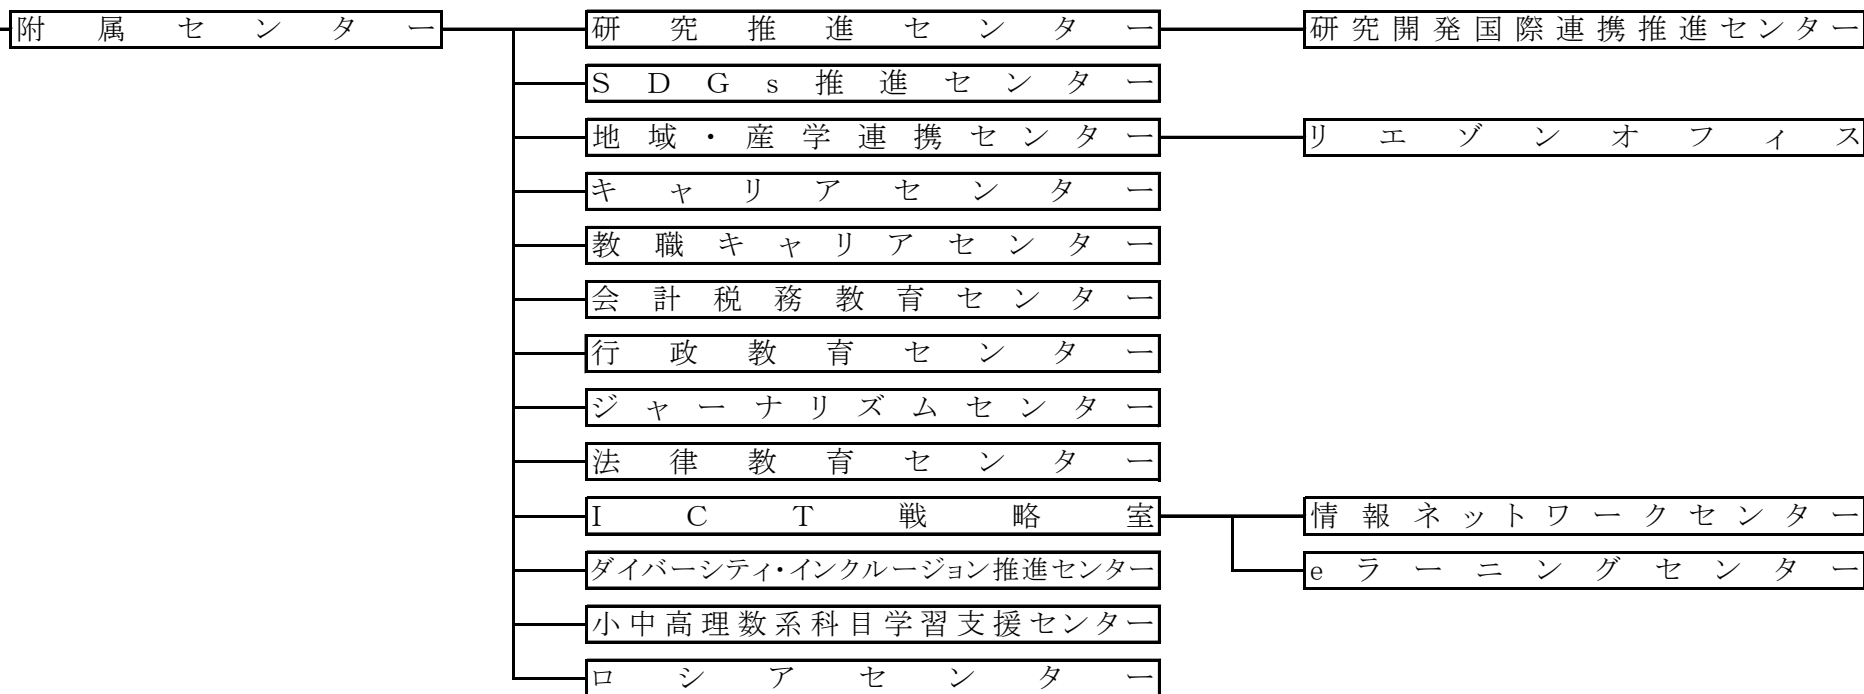 附属センター 研究推進センター 研究開発国際連携推進センター
SDGs推進センター
地域・産学連携センター リエゾンオフィス
キャリアセンター
教職キャリアセンター
会計税務教育センター
行政教育センター
ジャーナリズムセンター
法律教育センター
ICT戦略室 情報ネットワークセンター
ダイバーシティ・インクルージョン推進センター eラーニングセンター
小中高理数系科目学習支援センター
ロシアセンター